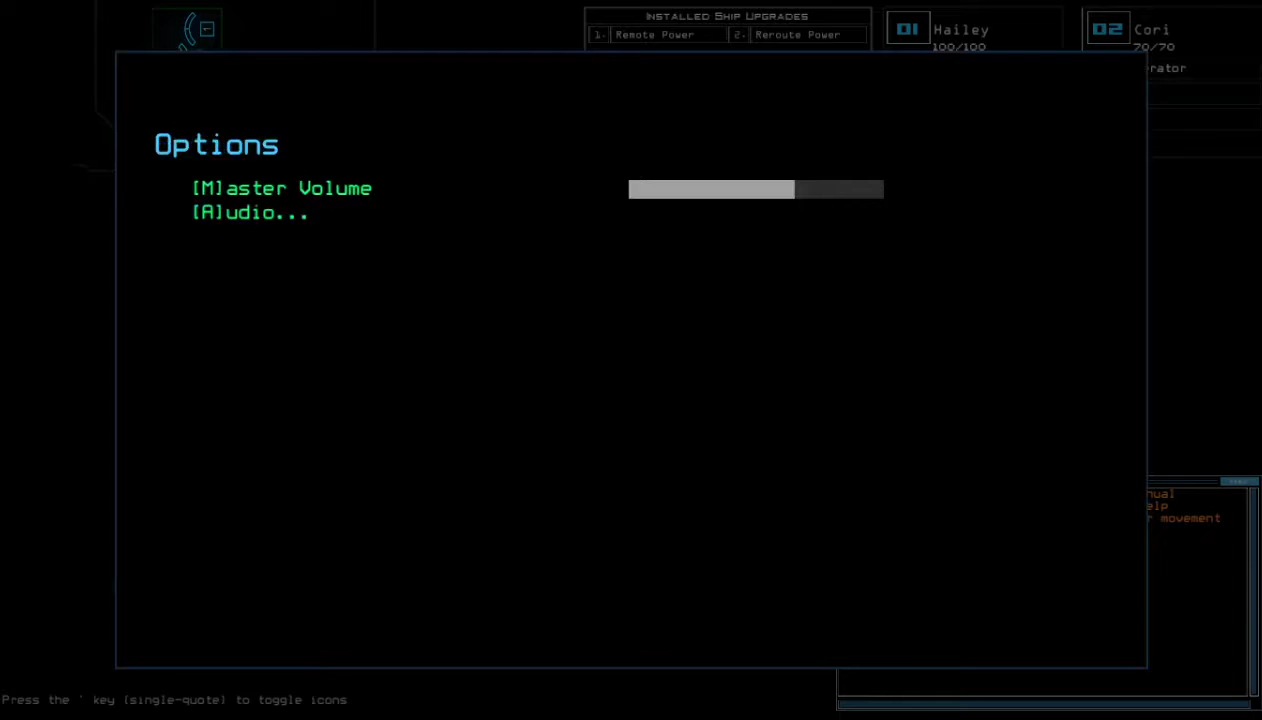 Installed Ship Upgrades
1. Remote Power 2. Reroute Power
01 Hailey
100/100
02 Cori
70/70
rator
Options
[M]aster Volume
[A]udio...
nual
elp
r movement
Press the ' key (single-quote) to toggle icons